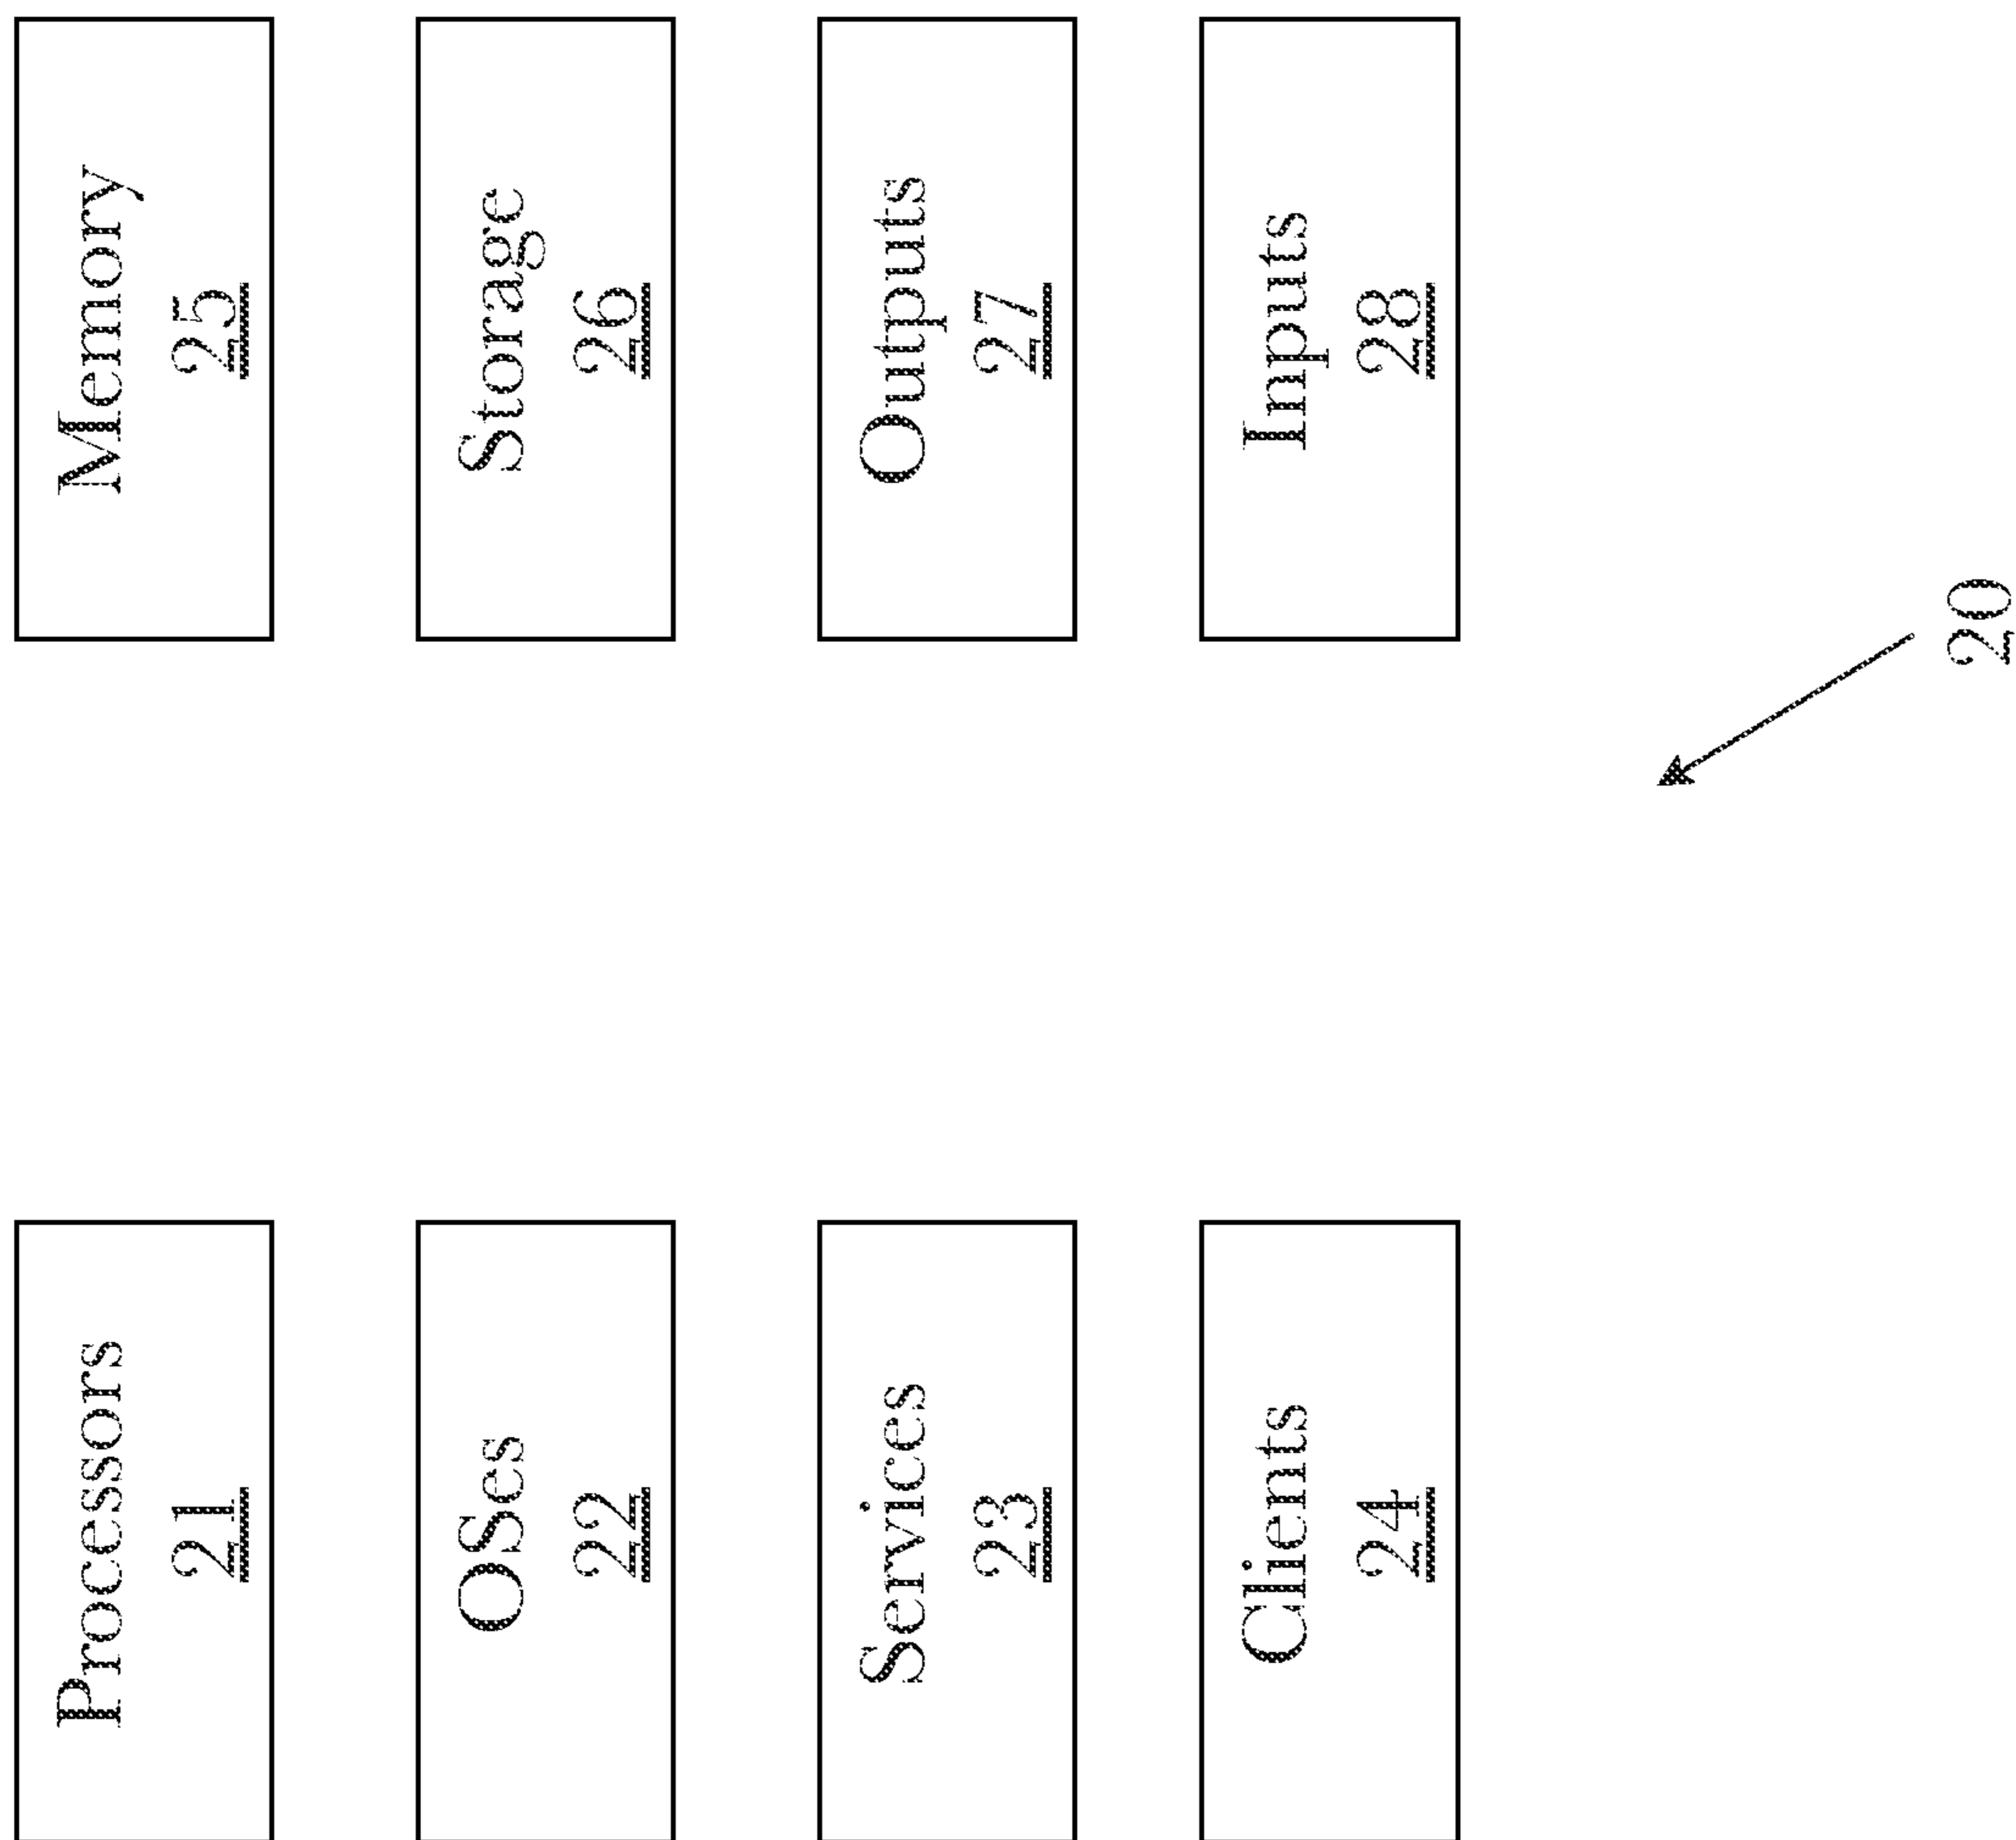 Processors
21
Memory
25
OSes
22
Storage
26
Services
23
Outputs
27
Clients
24
Inputs
28
20